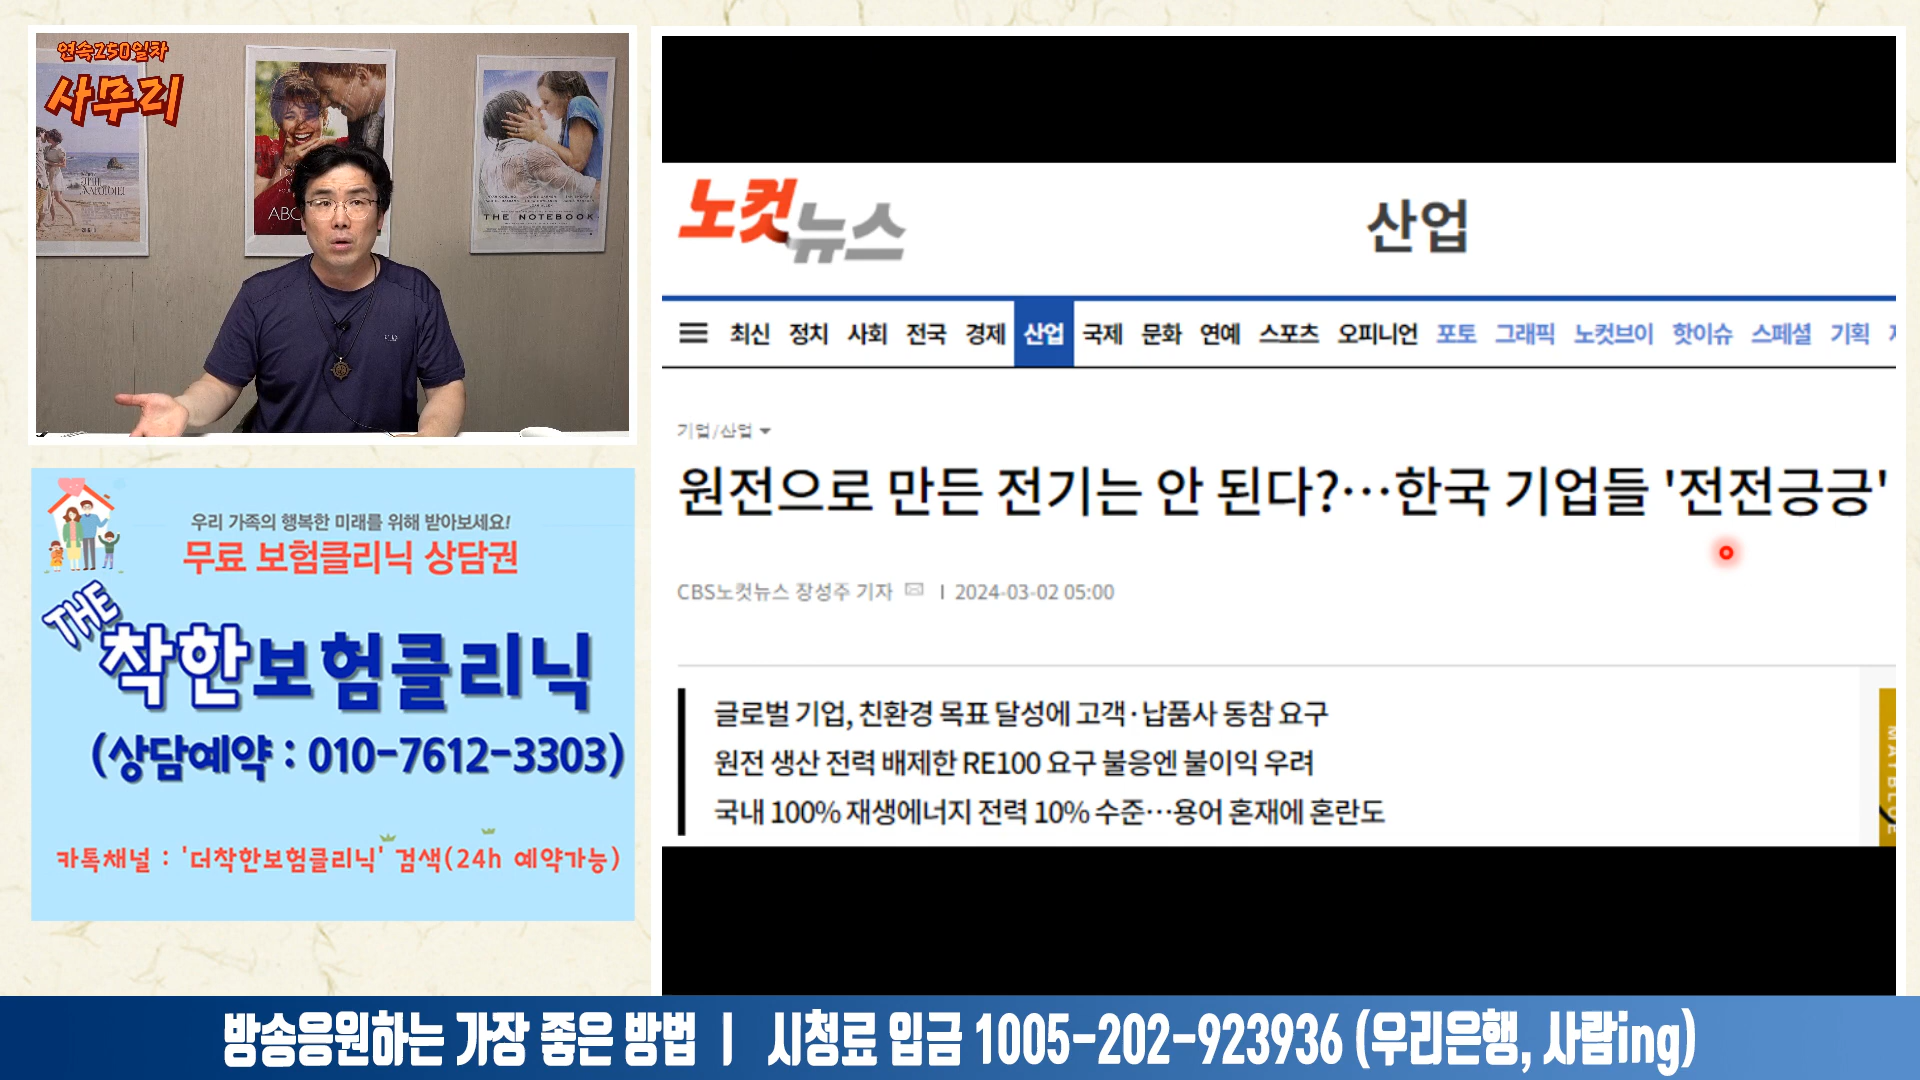 연속250일차
사무리
THE NOTEBOOK
우리 가족의 행복한 미래를 위해 받아보세요!
무료 보험클리닉 상담권
THE
착한보험클리닉
(상담예약 : 010-7612-3303)
카톡채널 : '더착한보험클리닉' 검색(24h 예약가능)
노컷뉴스
산업
최신 정치 사회 전국 경제 산업 국제 문화 연예 스포츠 오피니언 포토 그래픽 노컷브이 핫이슈 스페셜 기획
기업/산업
원전으로 만든 전기는 안 된다?…한국 기업들 '전전긍긍'
CBS노컷뉴스 장성주 기자 2024-03-02 05:00
글로벌 기업, 친환경 목표 달성에 고객·납품사 동참 요구
원전 생산 전력 배제한 RE100 요구 불응엔 불이익 우려
국내 100% 재생에너지 전력 10% 수준…용어 혼재에 혼란도
방송응원하는 가장 좋은 방법 | 시청료 입금 1005-202-923936 (우리은행, 사람ing)